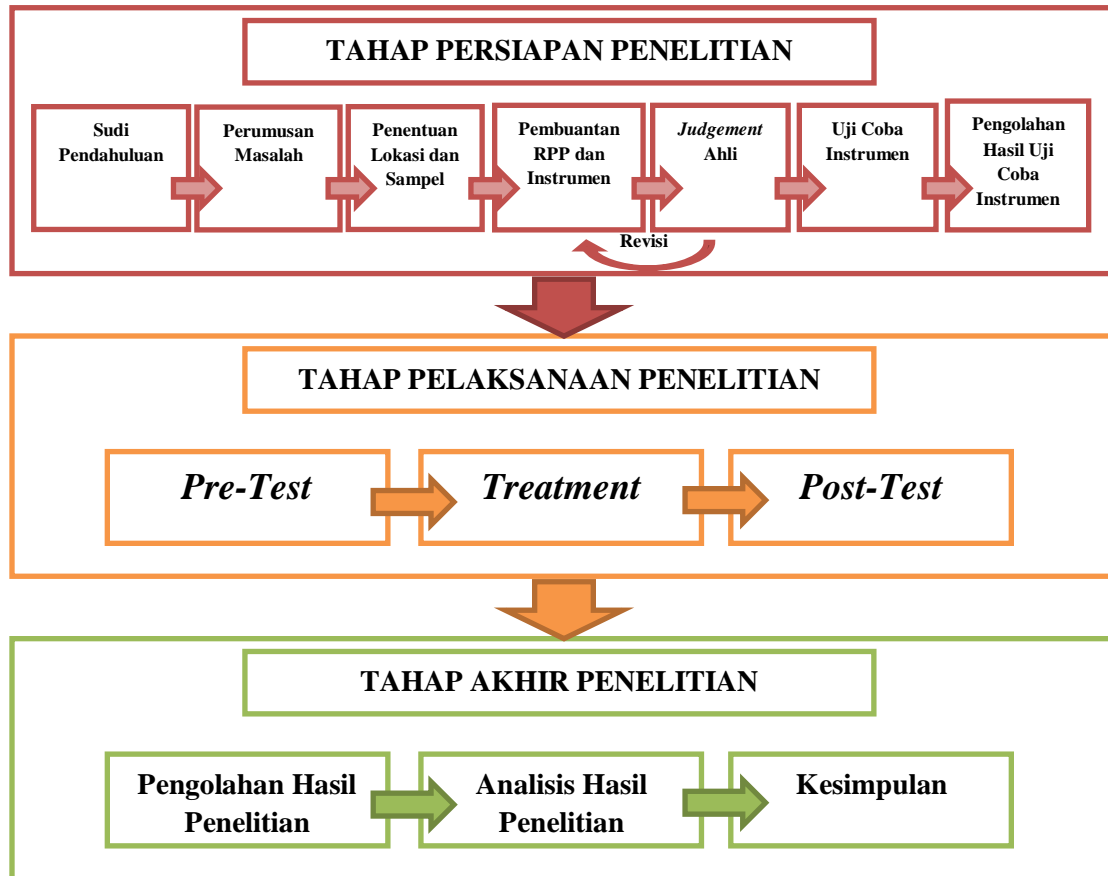 TAHAP PERSIAPAN PENELITIAN
Sudi
Pendahuluan
Perumusan
Masalah
Penentuan
Lokasi dan
Sampel
Pembuantan
RPP dan
Instrumen
Judgement
Ahli
Uji Coba
Instrumen
Pengolahan
Hasil Uji
Coba
Instrumen
Revisi
TAHAP PELAKSANAAN PENELITIAN
Pre-Test
Treatment
Post-Test
TAHAP AKHIR PENELITIAN
Pengolahan Hasil
Penelitian
Analisis Hasil
Penelitian
Kesimpulan